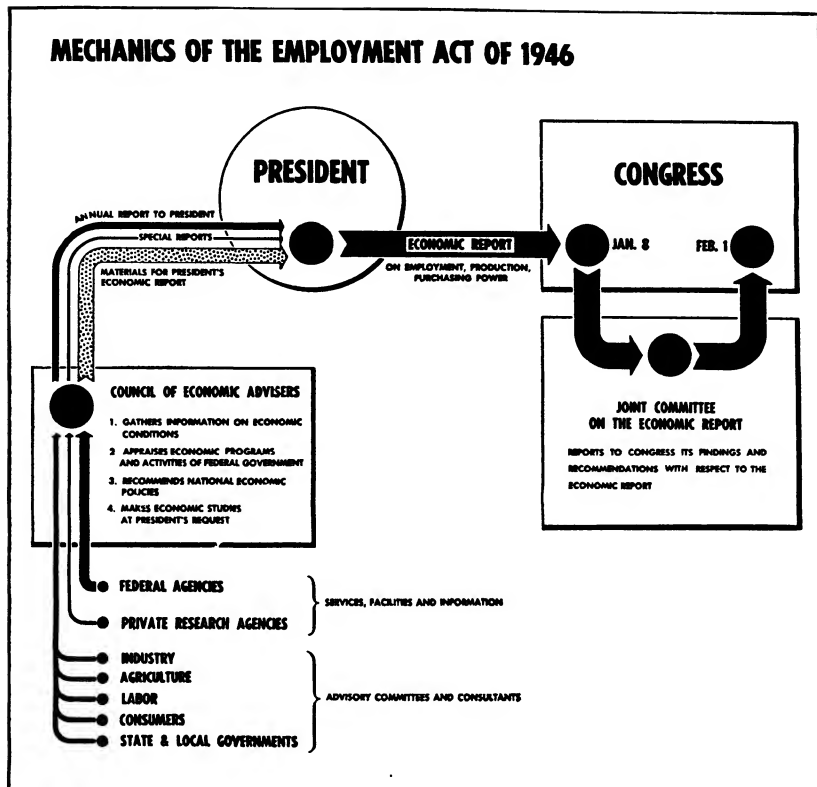 MECHANICS OF THE EMPLOYMENT ACT OF 1946
PRESIDENT
CONGRESS
ANNUAL REPORT TO PRESIDENT
SPECIAL REPORTS
MATERIALS FOR PRESIDENT'S
ECONOMIC REPORT
ECONOMIC REPORT
ON EMPLOYMENT, PRODUCTION,
PURCHASING POWER
JAN. 8
FEB. 1
COUNCIL OF ECONOMIC ADVISERS
1. GATHERS INFORMATION ON ECONOMIC
CONDITIONS
2 APPRAISES ECONOMIC PROGRAMS
AND ACTIVITIES OF FEDERAL GOVERNMENT
3. RECOMMENDS NATIONAL ECONOMIC
POLICIES
4. MAKES ECONOMIC STUDIES
AT PRESIDENT'S REQUEST
JOINT COMMITTEE
ON THE ECONOMIC REPORT
REPORTS TO CONGRESS ITS FINDINGS AND
RECOMMENDATIONS WITH RESPECT TO THE
ECONOMIC REPORT
FEDERAL AGENCIES
PRIVATE RESEARCH AGENCIES
SERVICES, FACILITIES AND INFORMATION
INDUSTRY
AGRICULTURE
LABOR
CONSUMERS
STATE & LOCAL GOVERNMENTS
ADVISORY COMMITTEES AND CONSULTANTS